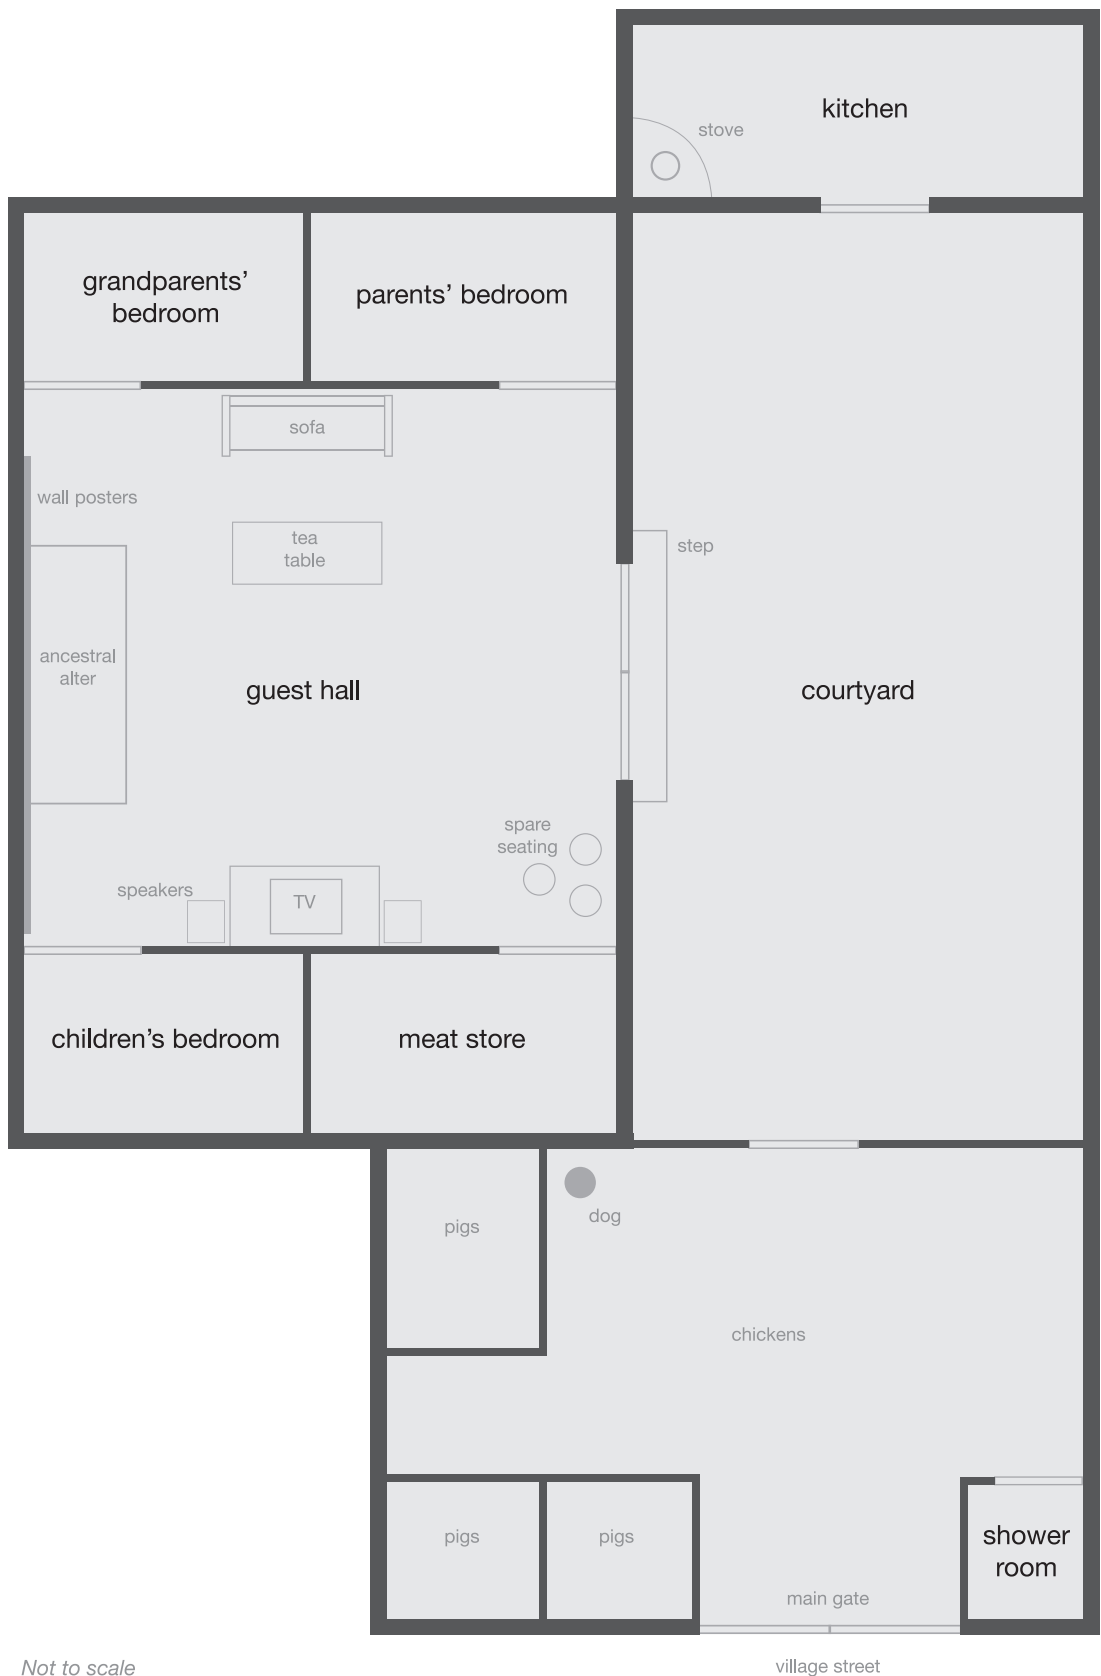 kitchen
stove
grandparents’
bedroom
parents’ bedroom
sofa
wall posters
tea
table
step
ancestral
alter
guest hall
courtyard
spare
seating
speakers
TV
children’s bedroom
meat store
pigs
dog
chickens
pigs
pigs
shower
room
main gate
Not to scale
village street